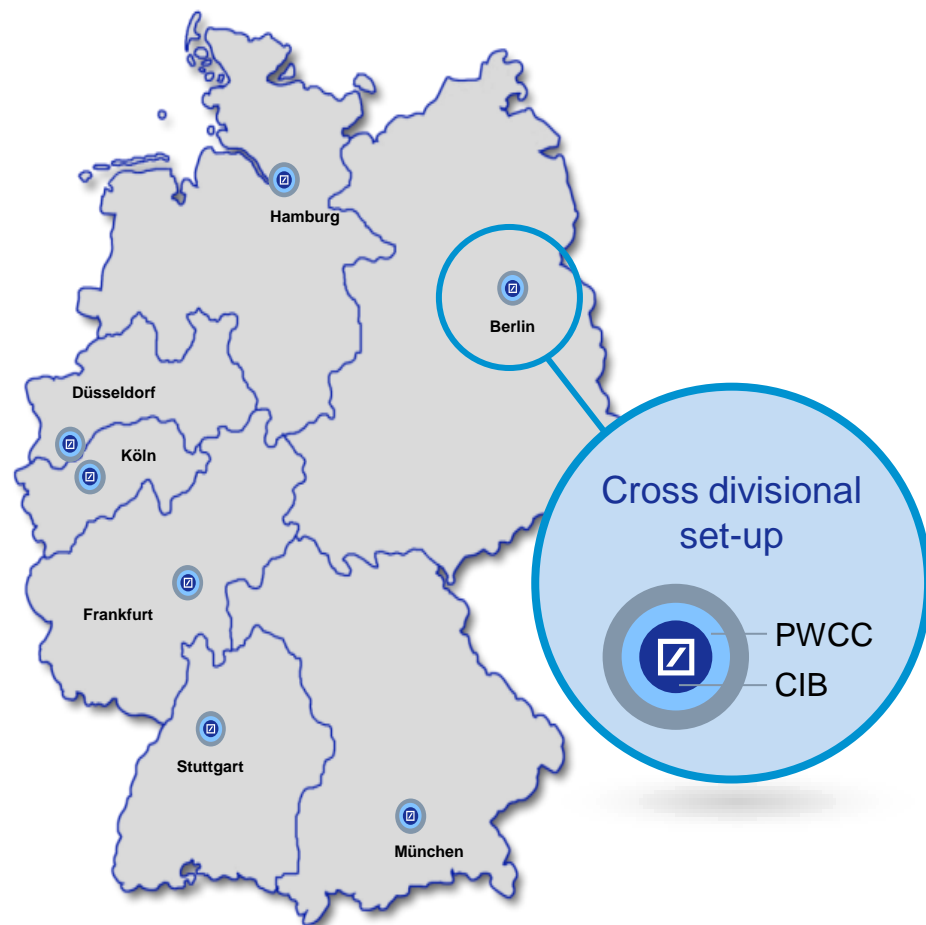 Hamburg
Berlin
Düsseldorf
Köln
Cross divisional
set-up
Frankfurt
PWCC
CIB
Stuttgart
München